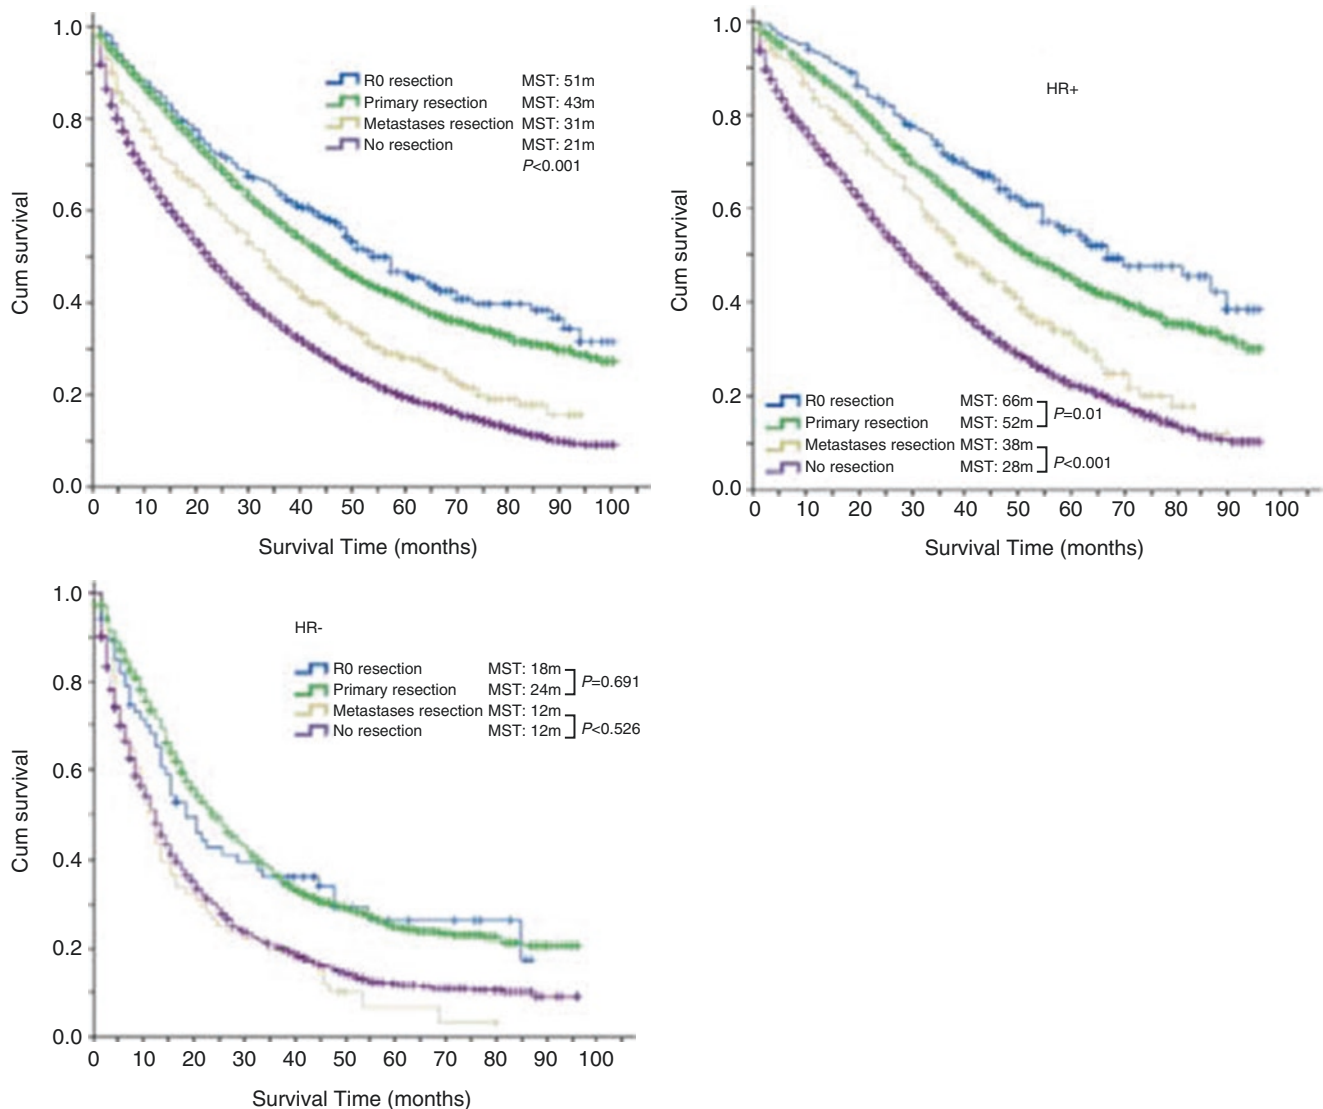 1.0
0.8
0.6
0.4
0.2
0.0
Cum survival
R0 resection MST: 51m
Primary resection MST: 43m
Metastases resection MST: 31m
No resection MST: 21m
P<0.001
0 10 20 30 40 50 60 70 80 90 100
Survival Time (months)
1.0
0.8
0.6
0.4
0.2
0.0
Cum survival
HR+
R0 resection MST: 66m
Primary resection MST: 52m
P=0.01
Metastases resection MST: 38m
No resection MST: 28m
P<0.001
0 10 20 30 40 50 60 70 80 90 100
Survival Time (months)
1.0
0.8
0.6
0.4
0.2
0.0
Cum survival
HR-
R0 resection MST: 18m
Primary resection MST: 24m
P=0.691
Metastases resection MST: 12m
No resection MST: 12m
P<0.526
0 10 20 30 40 50 60 70 80 90 100
Survival Time (months)